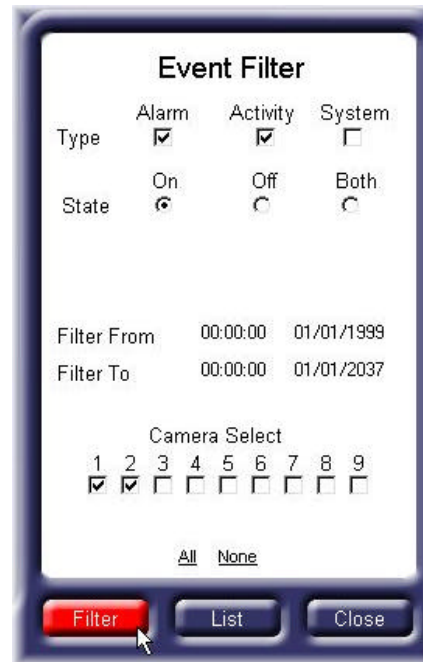 Event Filter
Alarm Activity System
Type
On Off Both
State
Filter From 00:00:00 01/01/1999
Filter To 00:00:00 01/01/2037
Camera Select
1 2 3 4 5 6 7 8 9
All None
Filter List Close